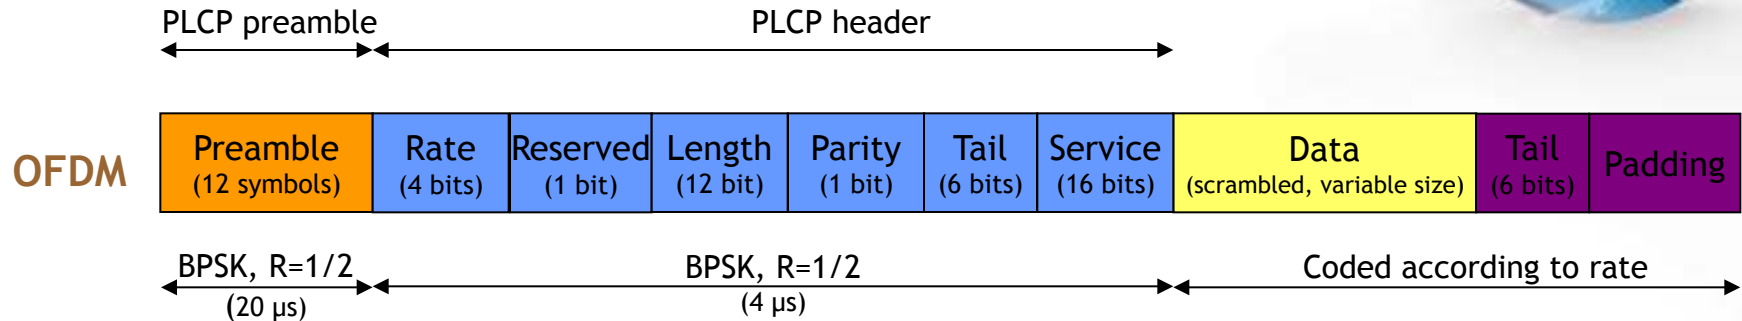 PLCP preamble PLCP header
OFDM
Preamble Rate Reserved Length Parity Tail Service Data Tail Padding
(12 symbols) (4 bits) (1 bit) (12 bit) (1 bit) (6 bits) (16 bits) (scrambled, variable size) (6 bits)
BPSK, R=1/2 BPSK, R=1/2 Coded according to rate
(20 µs) (4 µs)